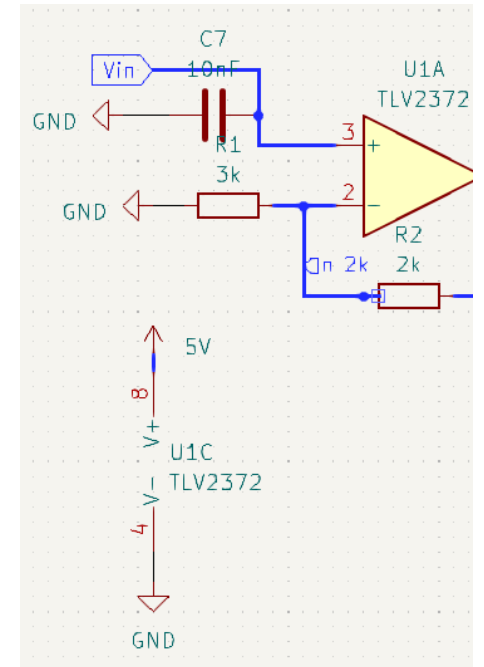 C7
Vin
10nF
GND
U1A
TLV2372
R1
3k
3
+
GND
2
−
R2
2k
n 2k
5V
8
V+
U1C
V−
TLV2372
4
GND